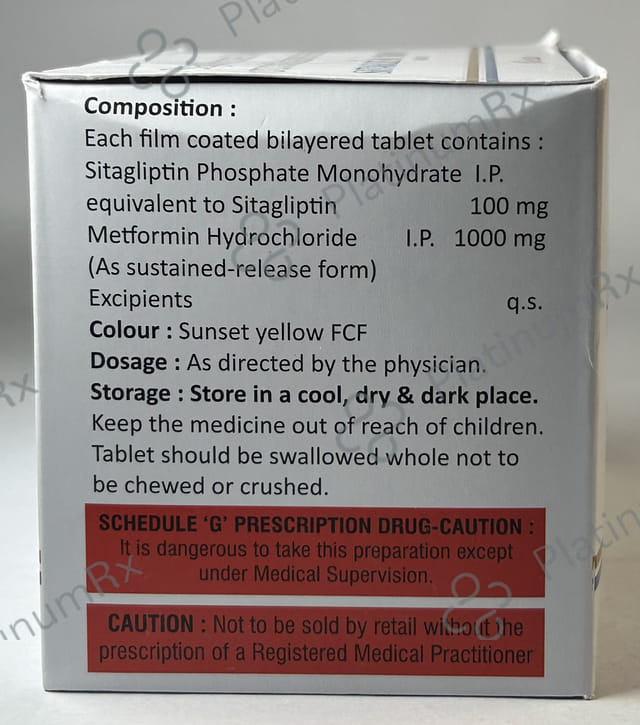 Composition :
Each film coated bilayered tablet contains :
Sitagliptin Phosphate Monohydrate I.P.
equivalent to Sitagliptin 100 mg
Metformin Hydrochloride I.P. 1000 mg
(As sustained-release form)
Excipients q.s.
Colour : Sunset yellow FCF
Dosage : As directed by the physician.
Storage : Store in a cool, dry & dark place.
Keep the medicine out of reach of children.
Tablet should be swallowed whole not to
be chewed or crushed.
SCHEDULE 'G' PRESCRIPTION DRUG-CAUTION :
It is dangerous to take this preparation except
under Medical Supervision.
CAUTION : Not to be sold by retail without the
prescription of a Registered Medical Practitioner
PlatinumRx
PlatinumRx
PlatinumRx
PlatinumRx